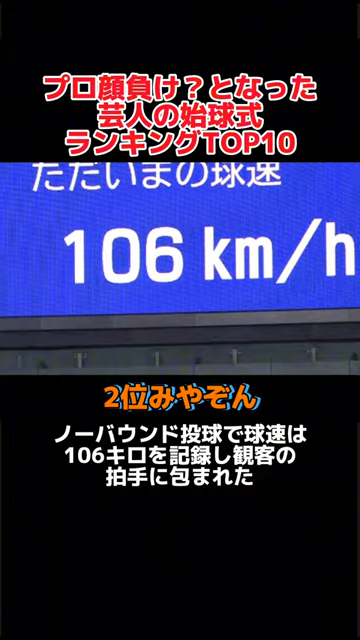 プロ顔負け?となった
芸人の始球式
ランキングTOP10
ただいまの球速
106km/h
2位みやぞん
ノーバウンド投球で球速は
106キロを記録し観客の
拍手に包まれた